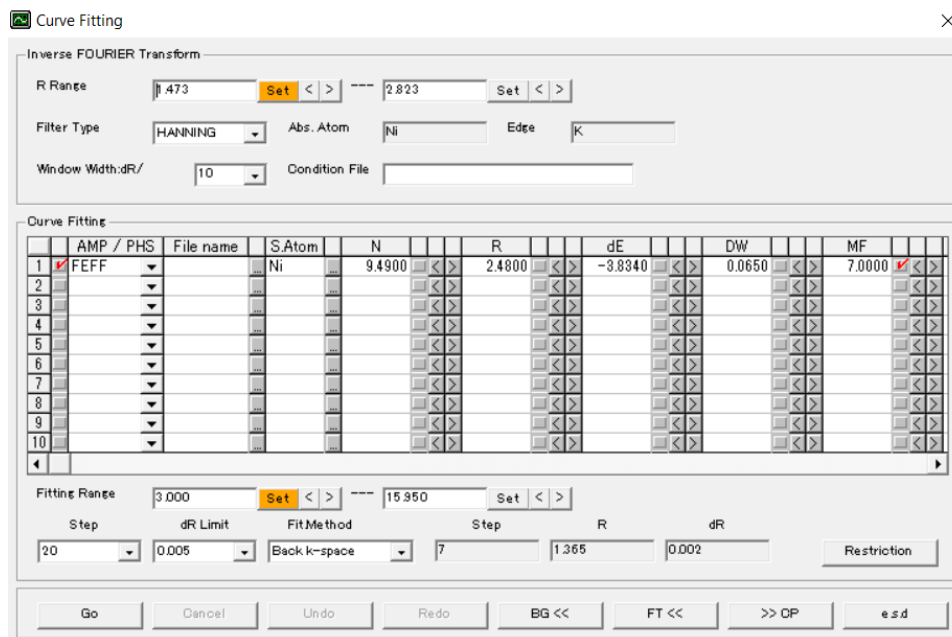 Curve Fitting
Inverse FOURIER Transform
R Range 1.473 Set < > --- 2.823 Set < >
Filter Type HANNING Abs. Atom Ni Edge K
Window Width:dR/ 10 Condition File
Curve Fitting
AMP / PHS File name S.Atom N R dE DW MF
1 FEFF ... Ni ... 9.4900 < > 2.4800 < > -3.8340 < > 0.0650 < > 7.0000 < >
2 ... ... < > < > < > < > < >
3 ... ... < > < > < > < > < >
4 ... ... < > < > < > < > < >
5 ... ... < > < > < > < > < >
6 ... ... < > < > < > < > < >
7 ... ... < > < > < > < > < >
8 ... ... < > < > < > < > < >
9 ... ... < > < > < > < > < >
10 ... ... < > < > < > < > < >
Fitting Range 3.000 Set < > --- 15.950 Set < >
Step dR Limit Fit.Method Step R dR
20 0.005 Back k-space 7 1.365 0.002 Restriction
Go Cancel Undo Redo BG << FT << >> CP e.s.d